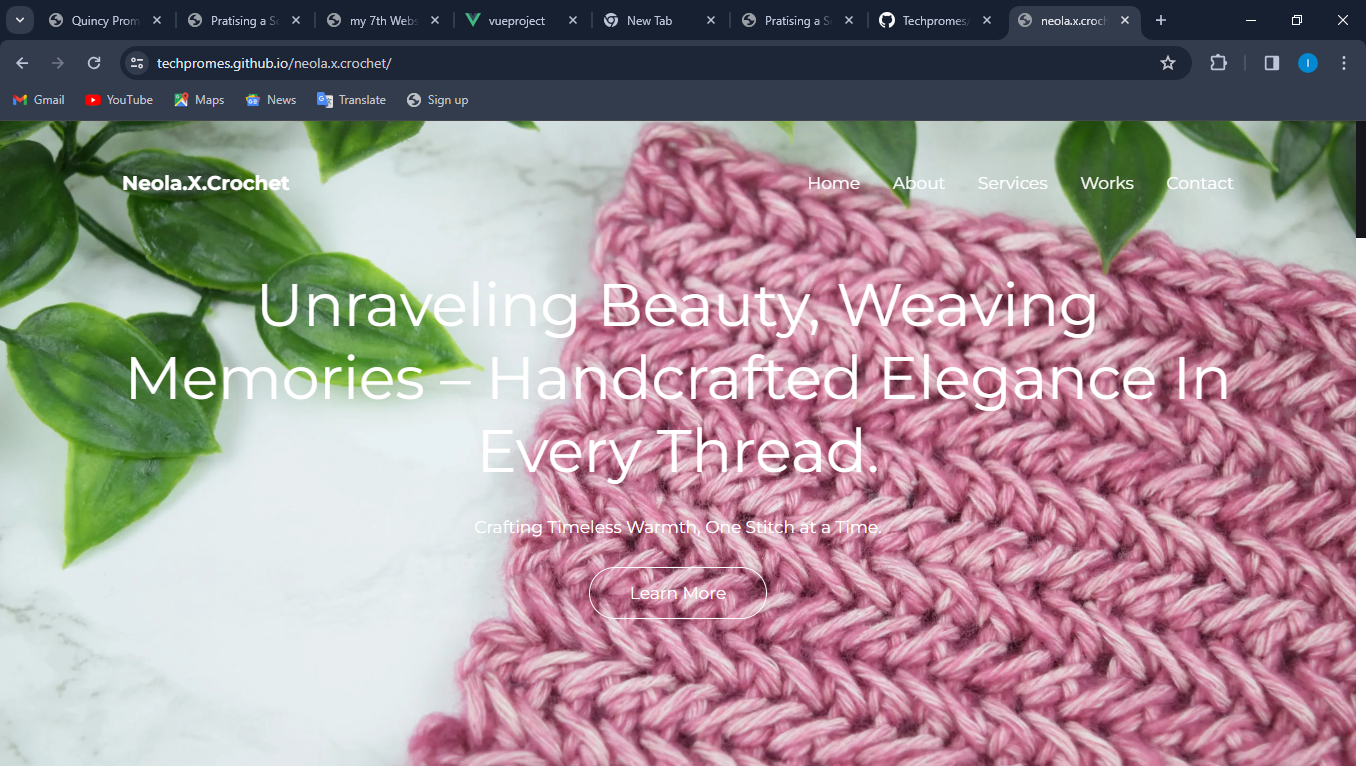 Quincy Prom
Pratising a So
my 7th Webs
vueproject
New Tab
Pratising a So
Techpromes/
neola.x.croch
techpromes.github.io/neola.x.crochet/
I
Gmail
YouTube
Maps
News
Translate
Sign up
Neola.X.Crochet
Home
About
Services
Works
Contact
Unraveling Beauty, Weaving
Memories – Handcrafted Elegance In
Every Thread.
Crafting Timeless Warmth, One Stitch at a Time.
Learn More